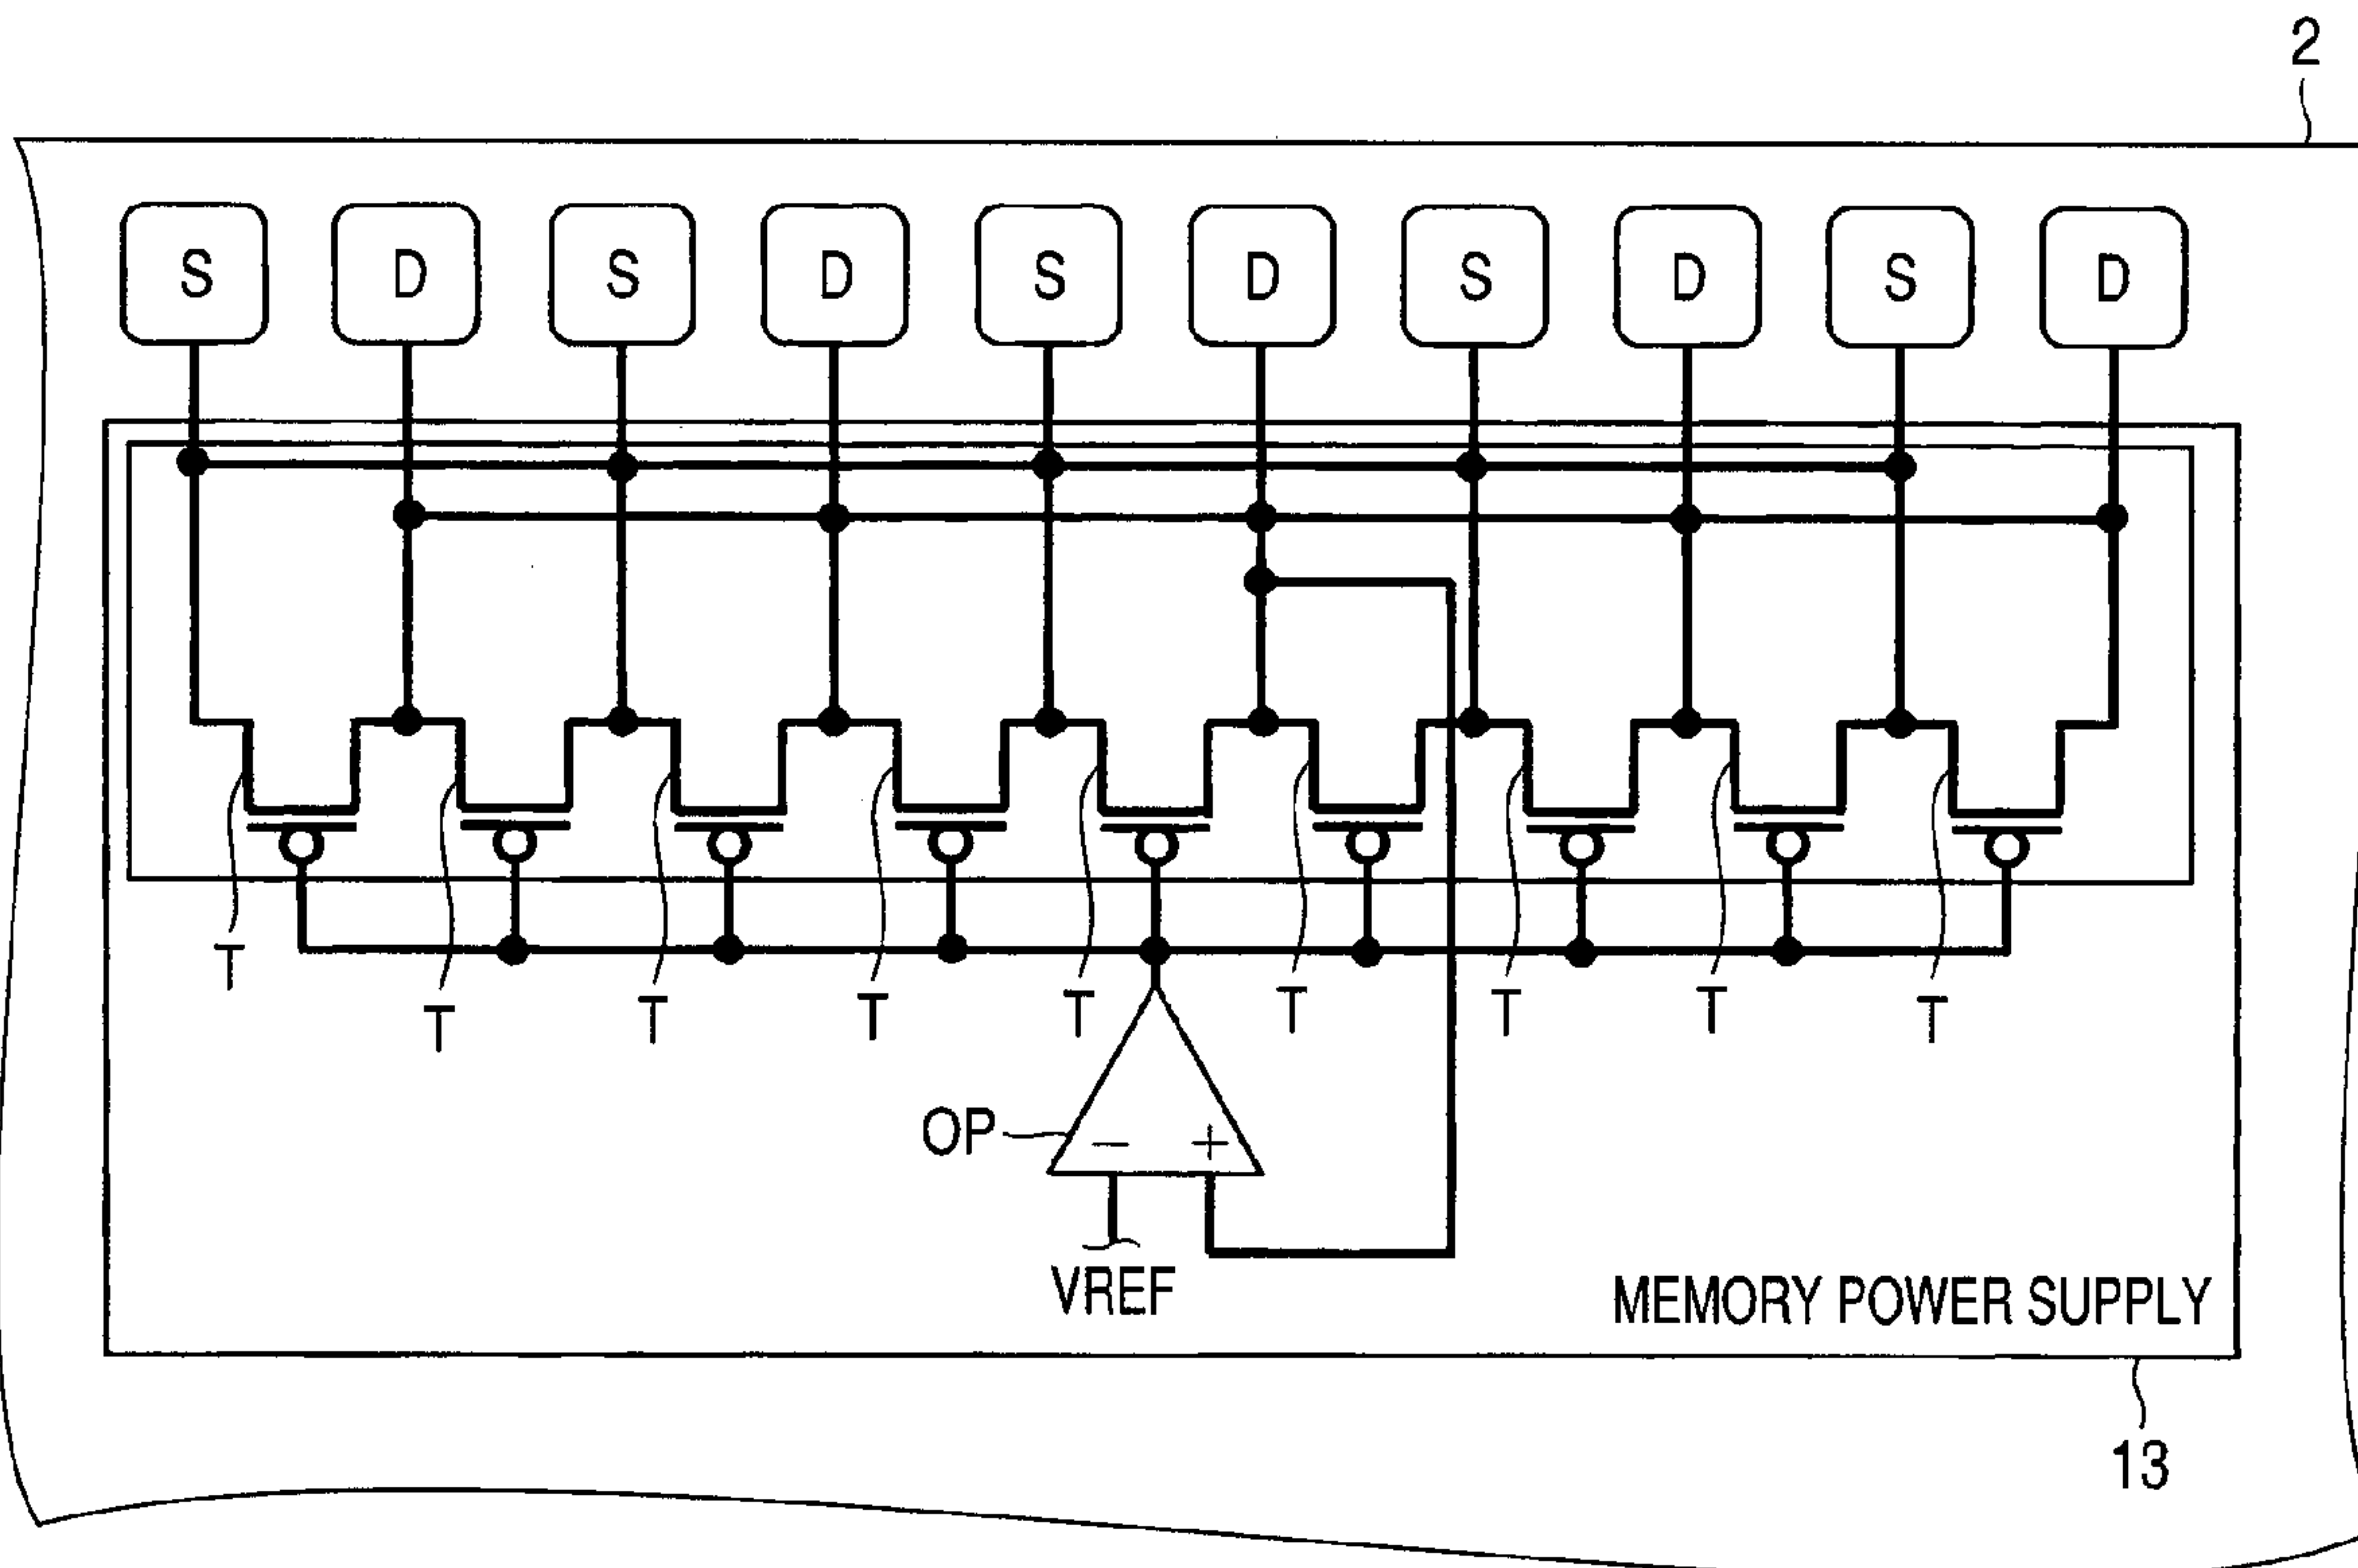 2
S D S D S D S D S D
T T T T T T T T T
OP
− +
VREF
MEMORY POWER SUPPLY
13